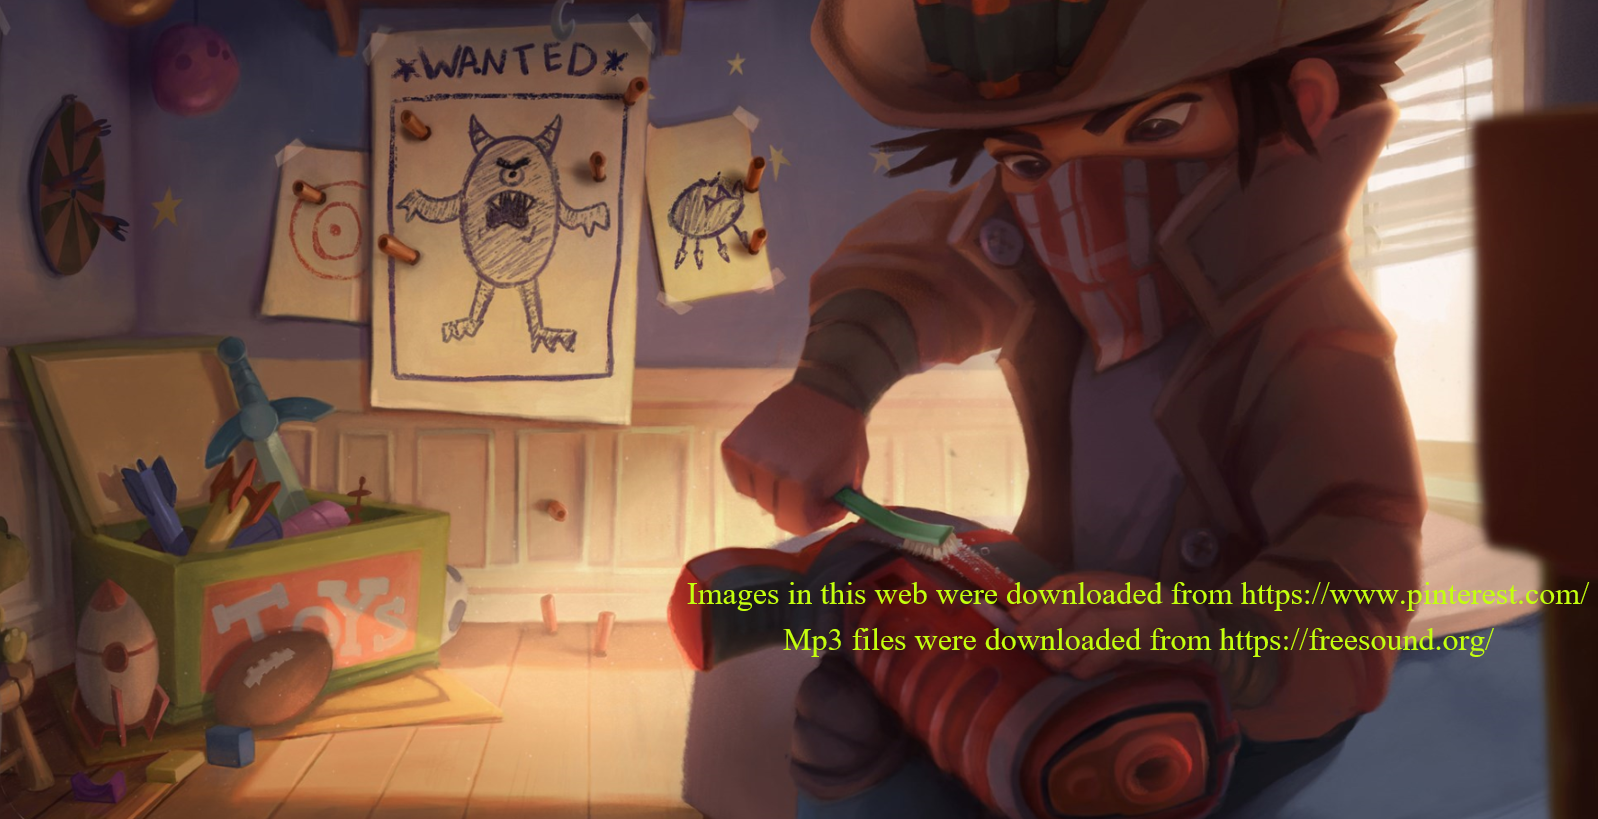 *WANTED*
TOYS
Images in this web were downloaded from https://www.pinterest.com/
Mp3 files were downloaded from https://freesound.org/